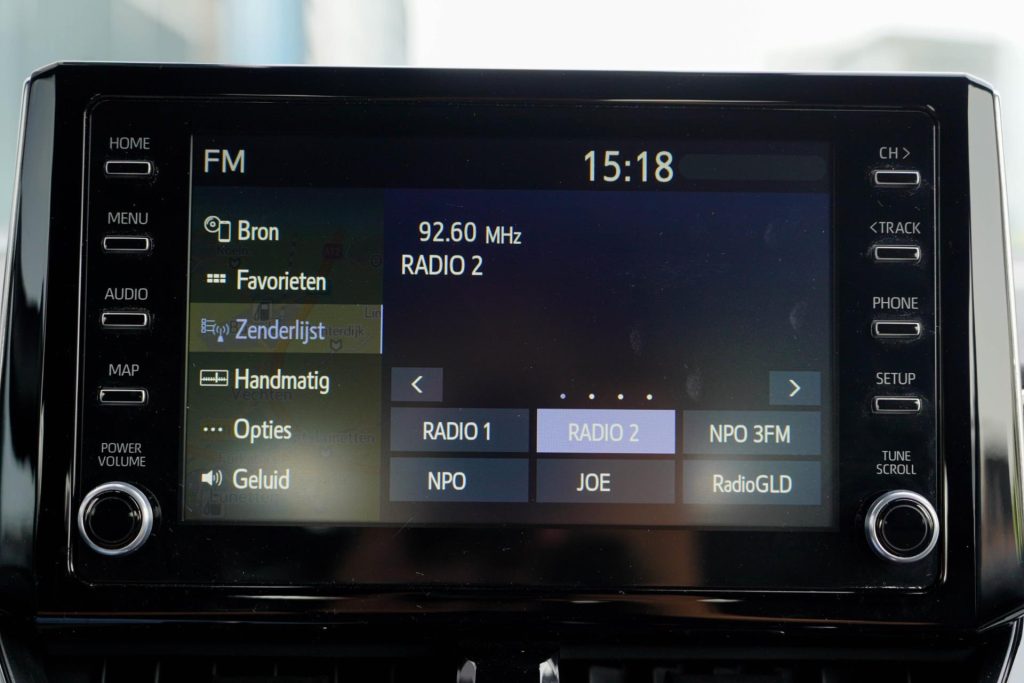 HOME
MENU
AUDIO
MAP
POWER
VOLUME
FM
15:18
Bron
Favorieten
Zenderlijst
Handmatig
Opties
Geluid
92.60 MHz
RADIO 2
<
>
RADIO 1
RADIO 2
NPO 3FM
NPO
JOE
RadioGLD
CH >
<TRACK
PHONE
SETUP
TUNE
SCROLL